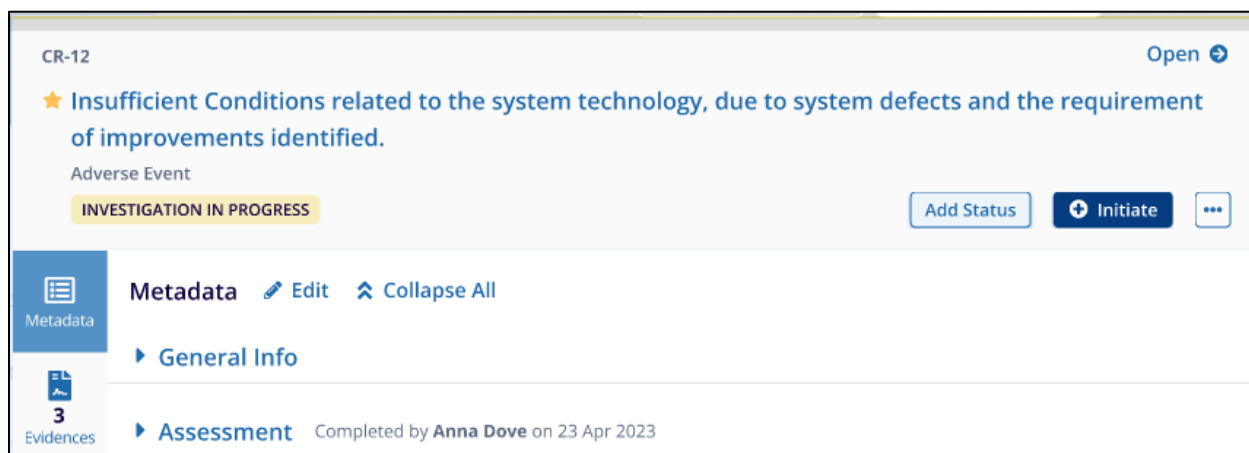 CR-12
Open
Insufficient Conditions related to the system technology, due to system defects and the requirement
of improvements identified.
Adverse Event
INVESTIGATION IN PROGRESS
Add Status
Initiate
Metadata
Metadata
Edit
Collapse All
General Info
3
Evidences
Assessment Completed by Anna Dove on 23 Apr 2023